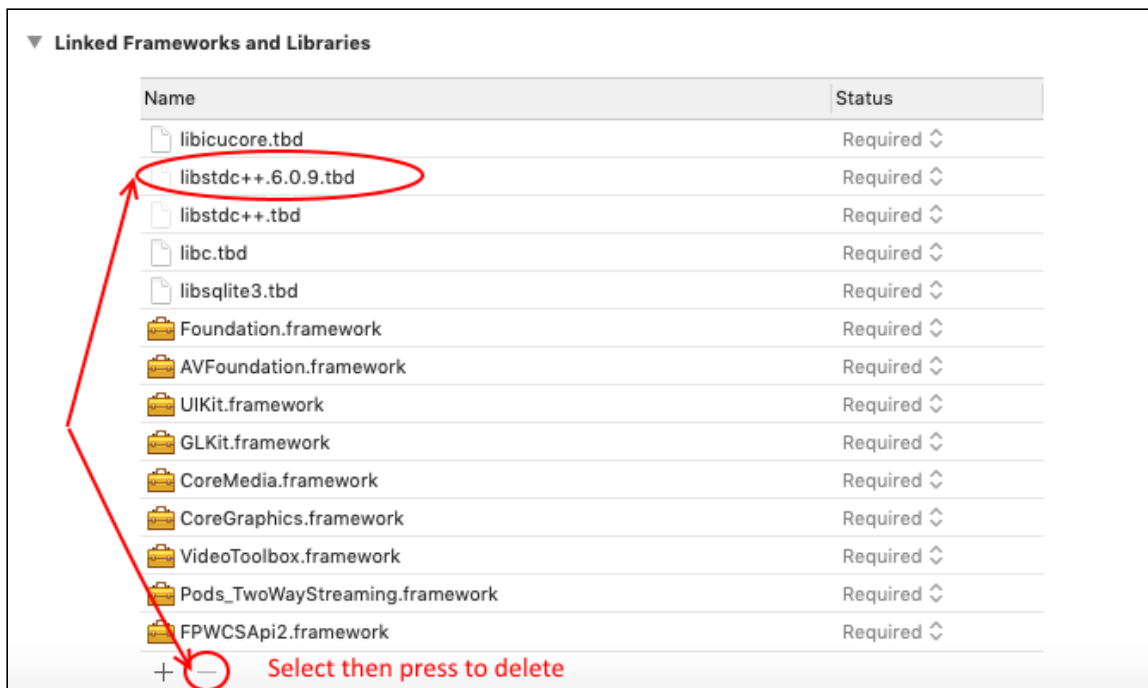 Linked Frameworks and Libraries
Name Status
libicucore.tbd Required
libstdc++.6.0.9.tbd Required
libstdc++.tbd Required
libc.tbd Required
libsqlite3.tbd Required
Foundation.framework Required
AVFoundation.framework Required
UIKit.framework Required
GLKit.framework Required
CoreMedia.framework Required
CoreGraphics.framework Required
VideoToolbox.framework Required
Pods_TwoWayStreaming.framework Required
FPWCSApi2.framework Required
Select then press to delete